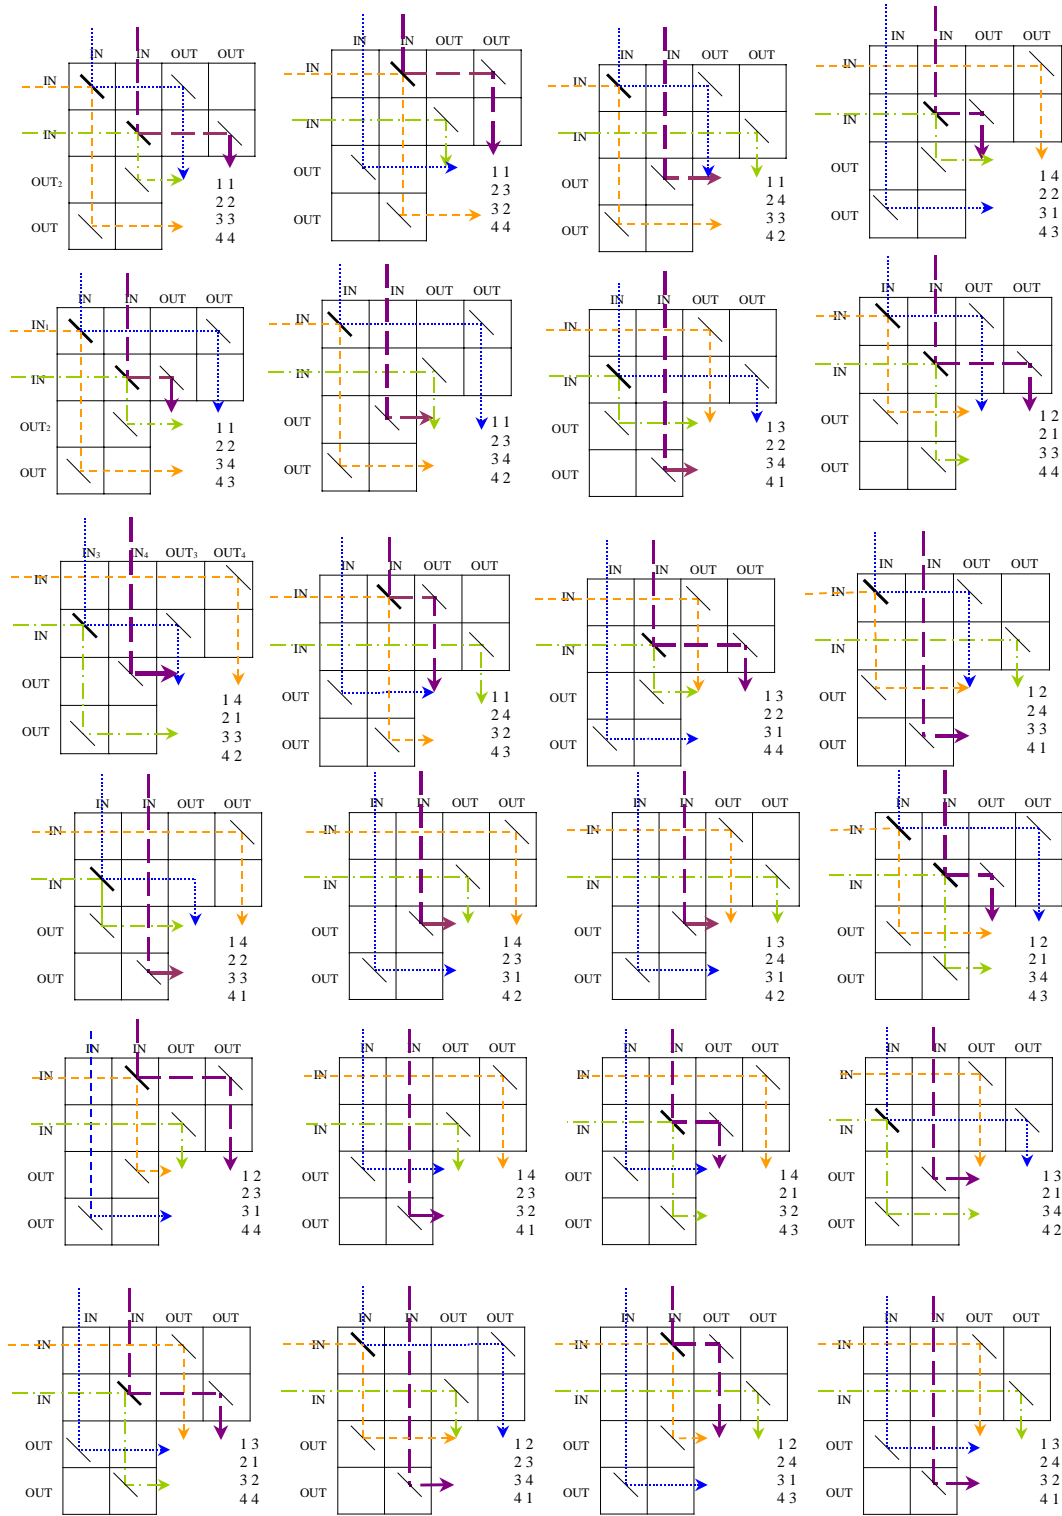 IN IN OUT OUT
IN
IN
OUT₂
OUT
1 1
2 2
3 3
4 4
IN IN OUT OUT
IN
IN
OUT
OUT
1 1
2 3
3 2
4 4
IN IN OUT OUT
IN
IN
OUT
OUT
1 1
2 4
3 3
4 2
IN IN OUT OUT
IN
IN
OUT
OUT
1 4
2 2
3 1
4 3
IN IN OUT OUT
IN₁
IN
OUT₂
OUT
1 1
2 2
3 4
4 3
IN IN OUT OUT
IN
IN
OUT
OUT
1 1
2 3
3 4
4 2
IN IN OUT OUT
IN
IN
OUT
OUT
1 3
2 2
3 4
4 1
IN IN OUT OUT
IN
IN
OUT
OUT
1 2
2 1
3 3
4 4
IN₃ IN₄ OUT₃ OUT₄
IN
IN
OUT
OUT
1 4
2 1
3 3
4 2
IN IN OUT OUT
IN
IN
OUT
OUT
1 1
2 4
3 2
4 3
IN IN OUT OUT
IN
IN
OUT
OUT
1 3
2 2
3 1
4 4
IN IN OUT OUT
IN
IN
OUT
OUT
1 2
2 4
3 3
4 1
IN IN OUT OUT
IN
IN
OUT
OUT
1 4
2 2
3 3
4 1
IN IN OUT OUT
IN
IN
OUT
OUT
1 4
2 3
3 1
4 2
IN IN OUT OUT
IN
IN
OUT
OUT
1 3
2 4
3 1
4 2
IN IN OUT OUT
IN
IN
OUT
OUT
1 2
2 1
3 4
4 3
IN IN OUT OUT
IN
IN
OUT
OUT
1 2
2 3
3 1
4 4
IN IN OUT OUT
IN
IN
OUT
OUT
1 4
2 3
3 2
4 1
IN IN OUT OUT
IN
IN
OUT
OUT
1 4
2 1
3 2
4 3
IN IN OUT OUT
IN
IN
OUT
OUT
1 3
2 1
3 4
4 2
IN IN OUT OUT
IN
IN
OUT
OUT
1 3
2 1
3 2
4 4
IN IN OUT OUT
IN
IN
OUT
OUT
1 2
2 3
3 4
4 1
IN IN OUT OUT
IN
IN
OUT
OUT
1 2
2 4
3 1
4 3
IN IN OUT OUT
IN
IN
OUT
OUT
1 3
2 4
3 2
4 1